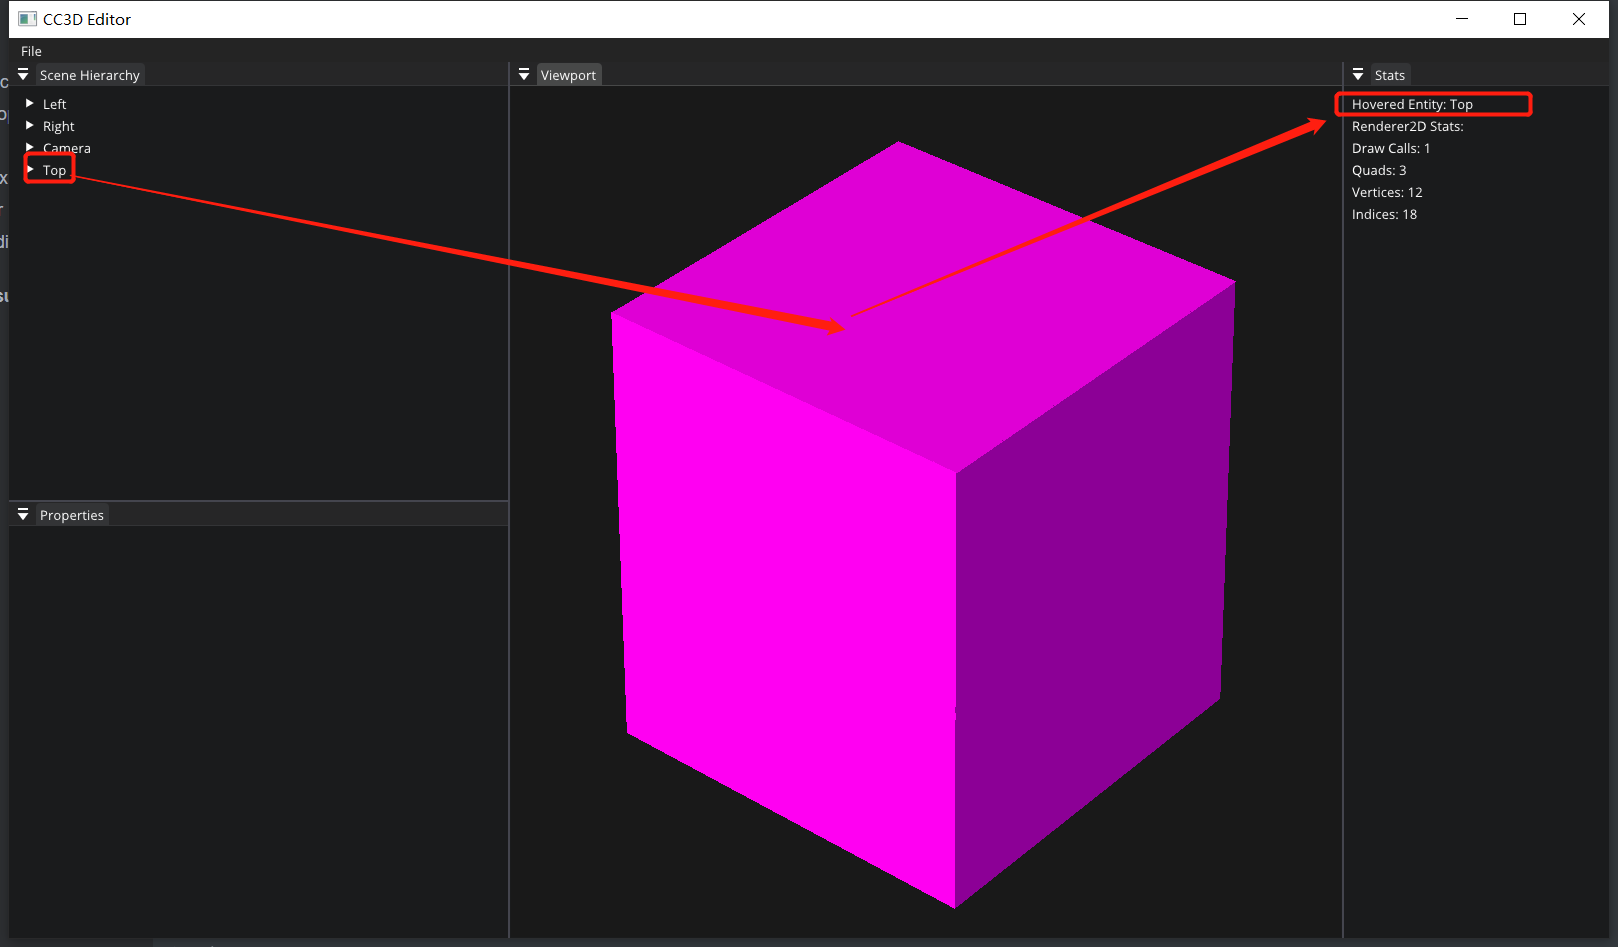 CC3D Editor
File
Scene Hierarchy
Left
Right
Camera
Top
Properties
Viewport
Stats
Hovered Entity: Top
Renderer2D Stats:
Draw Calls: 1
Quads: 3
Vertices: 12
Indices: 18